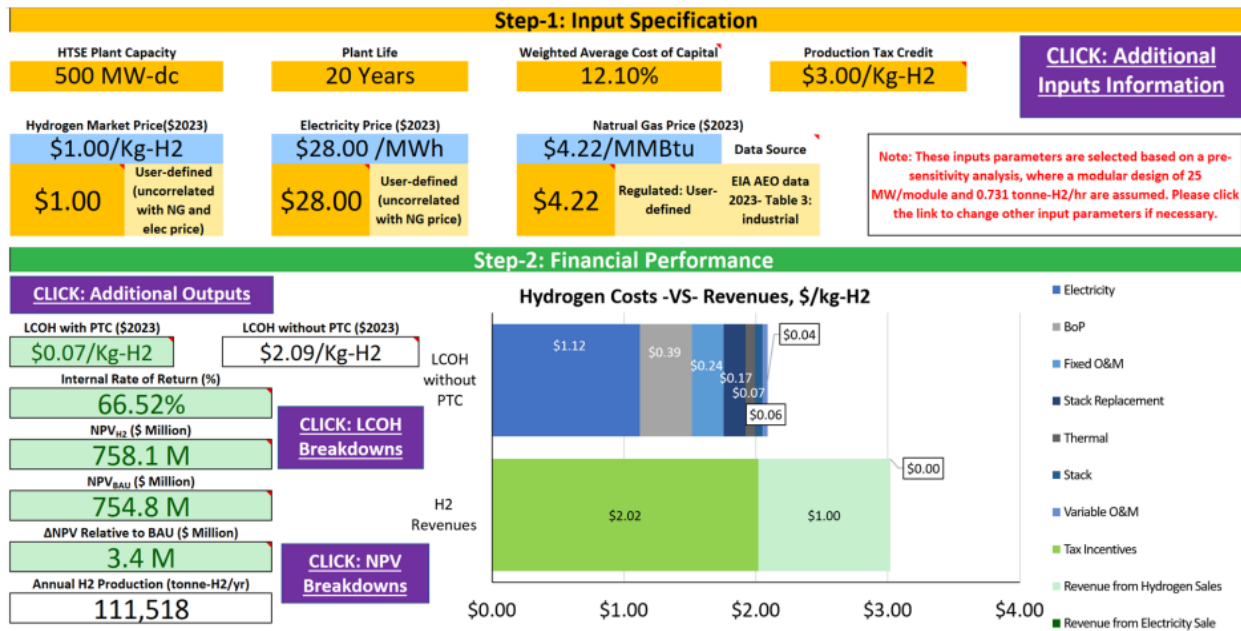 Step-1: Input Specification
HTSE Plant Capacity
Plant Life
Weighted Average Cost of Capital
Production Tax Credit
500 MW-dc
20 Years
12.10%
$3.00/Kg-H2
CLICK: Additional
Inputs Information
Hydrogen Market Price($2023)
Electricity Price ($2023)
Natrual Gas Price ($2023)
$1.00/Kg-H2
$28.00 /MWh
$4.22/MMBtu
Data Source
$1.00
User-defined
(uncorrelated
with NG and
elec price)
$28.00
User-defined
(uncorrelated
with NG price)
$4.22
Regulated: User-
defined
EIA AEO data
2023- Table 3:
industrial
Note: These inputs parameters are selected based on a pre-
sensitivity analysis, where a modular design of 25
MW/module and 0.731 tonne-H2/hr are assumed. Please click
the link to change other input parameters if necessary.
Step-2: Financial Performance
CLICK: Additional Outputs
LCOH with PTC ($2023)
LCOH without PTC ($2023)
$0.07/Kg-H2
$2.09/Kg-H2
Internal Rate of Return (%)
66.52%
NPVH2 ($ Million)
758.1 M
NPVBAU ($ Million)
754.8 M
ΔNPV Relative to BAU ($ Million)
3.4 M
Annual H2 Production (tonne-H2/yr)
111,518
CLICK: LCOH
Breakdowns
CLICK: NPV
Breakdowns
Hydrogen Costs -VS- Revenues, $/kg-H2
LCOH
without
PTC
$1.12
$0.39
$0.24
$0.17
$0.07
$0.06
$0.04
H2
Revenues
$2.02
$1.00
$0.00
$0.00
$1.00
$2.00
$3.00
$4.00
Electricity
BoP
Fixed O&M
Stack Replacement
Thermal
Stack
Variable O&M
Tax Incentives
Revenue from Hydrogen Sales
Revenue from Electricity Sale